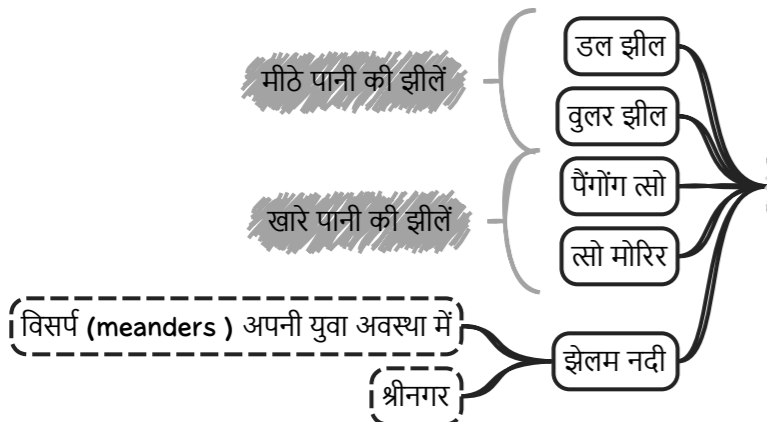 डल झील
मीठे पानी की झीलें
वुलर झील
पैंगोंग त्सो
खारे पानी की झीलें
त्सो मोरिर
विसर्प (meanders ) अपनी युवा अवस्था में
झेलम नदी
श्रीनगर